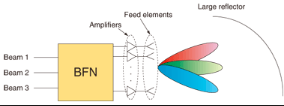 Large reflector
Feed elements
Amplifiers
Beam 1
Beam 2
Beam 3
BFN